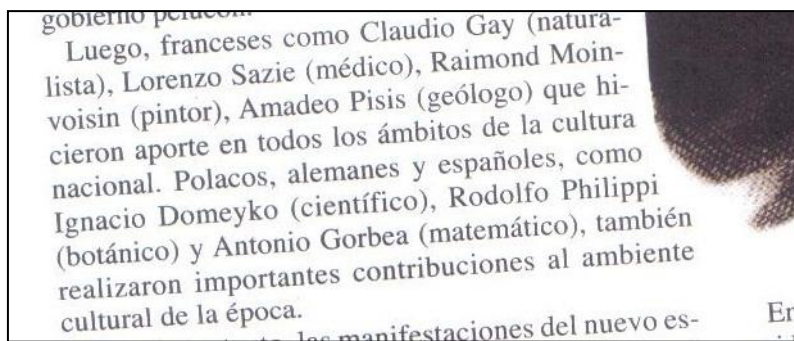 gobierno pelucón.
Luego, franceses como Claudio Gay (natura-
lista), Lorenzo Sazie (médico), Raimond Moin-
voisin (pintor), Amadeo Pisis (geólogo) que hi-
cieron aporte en todos los ámbitos de la cultura
nacional. Polacos, alemanes y españoles, como
Ignacio Domeyko (científico), Rodolfo Philippi
(botánico) y Antonio Gorbea (matemático), también
realizaron importantes contribuciones al ambiente
cultural de la época.
las manifestaciones del nuevo es-